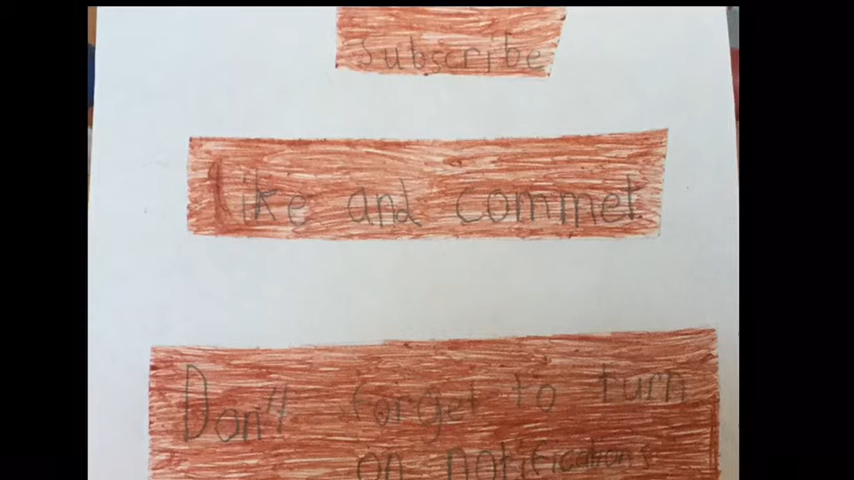 Subscribe
Like and commet
Don't forget to turn
on notifications